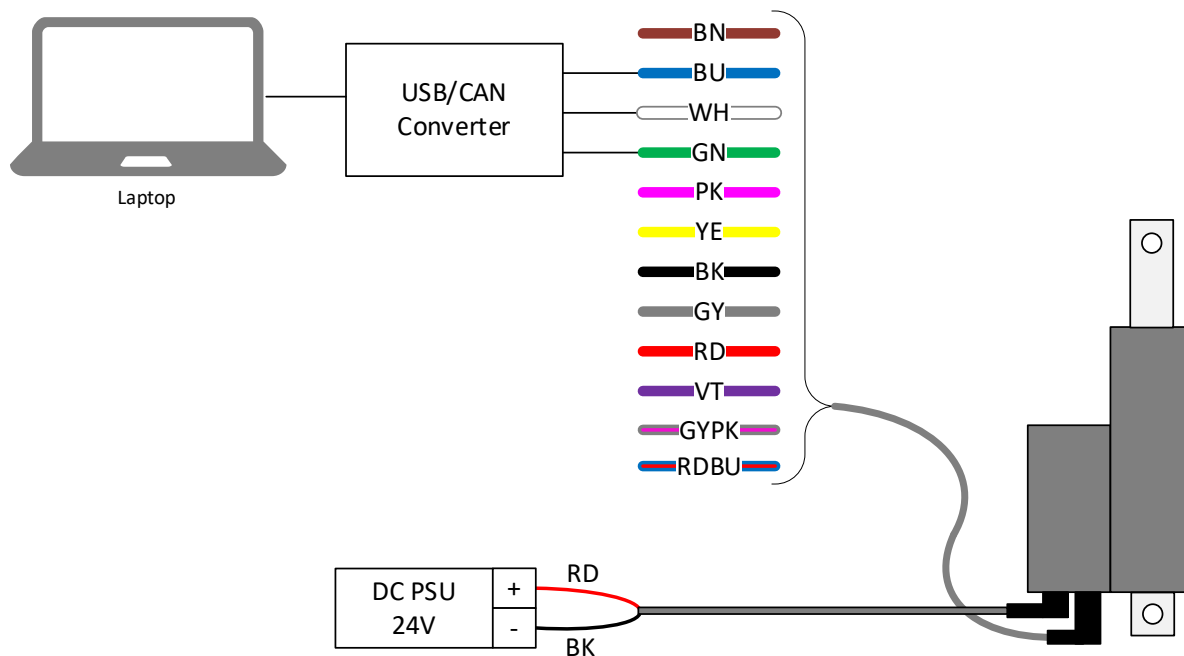 BN
BU
USB/CAN
Converter
WH
GN
PK
Laptop
YE
BK
GY
RD
VT
GYPK
RDBU
RD
DC PSU
24V
+
-
BK